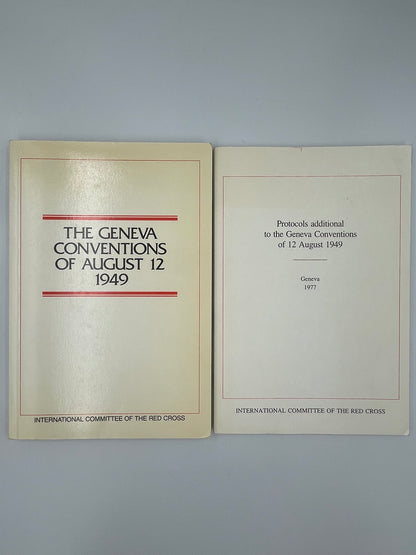 THE GENEVA
CONVENTIONS
OF AUGUST 12
1949
INTERNATIONAL COMMITTEE OF THE RED CROSS
Protocols additional
to the Geneva Conventions
of 12 August 1949
Geneva
1977
INTERNATIONAL COMMITTEE OF THE RED CROSS